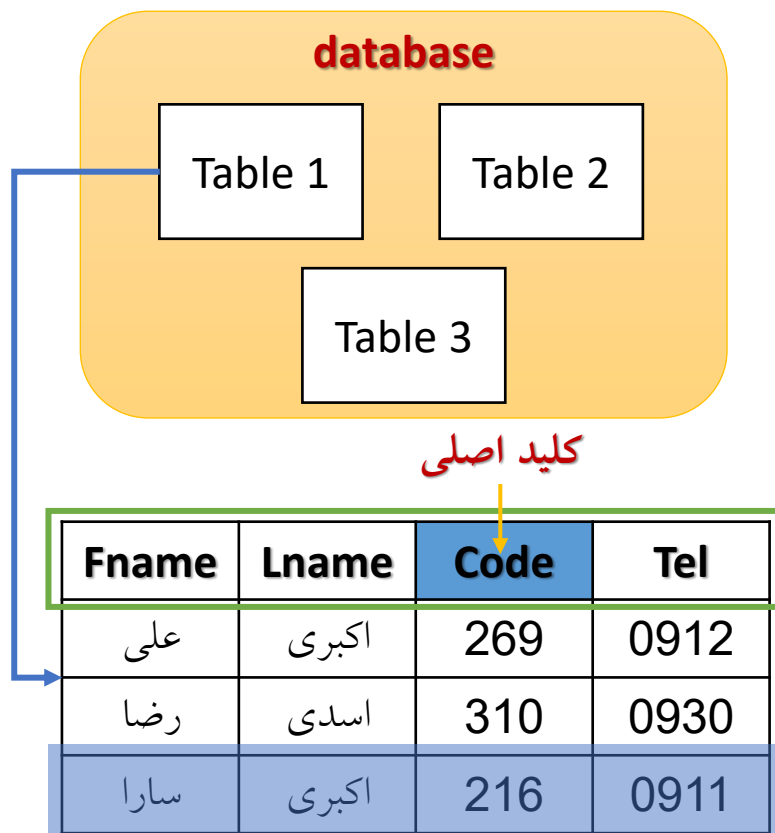 database
Table 1 Table 2
Table 3
کلید اصلی
Fname Lname Code Tel
علی اکبری 269 0912
رضا اسدی 310 0930
سارا اکبری 216 0911